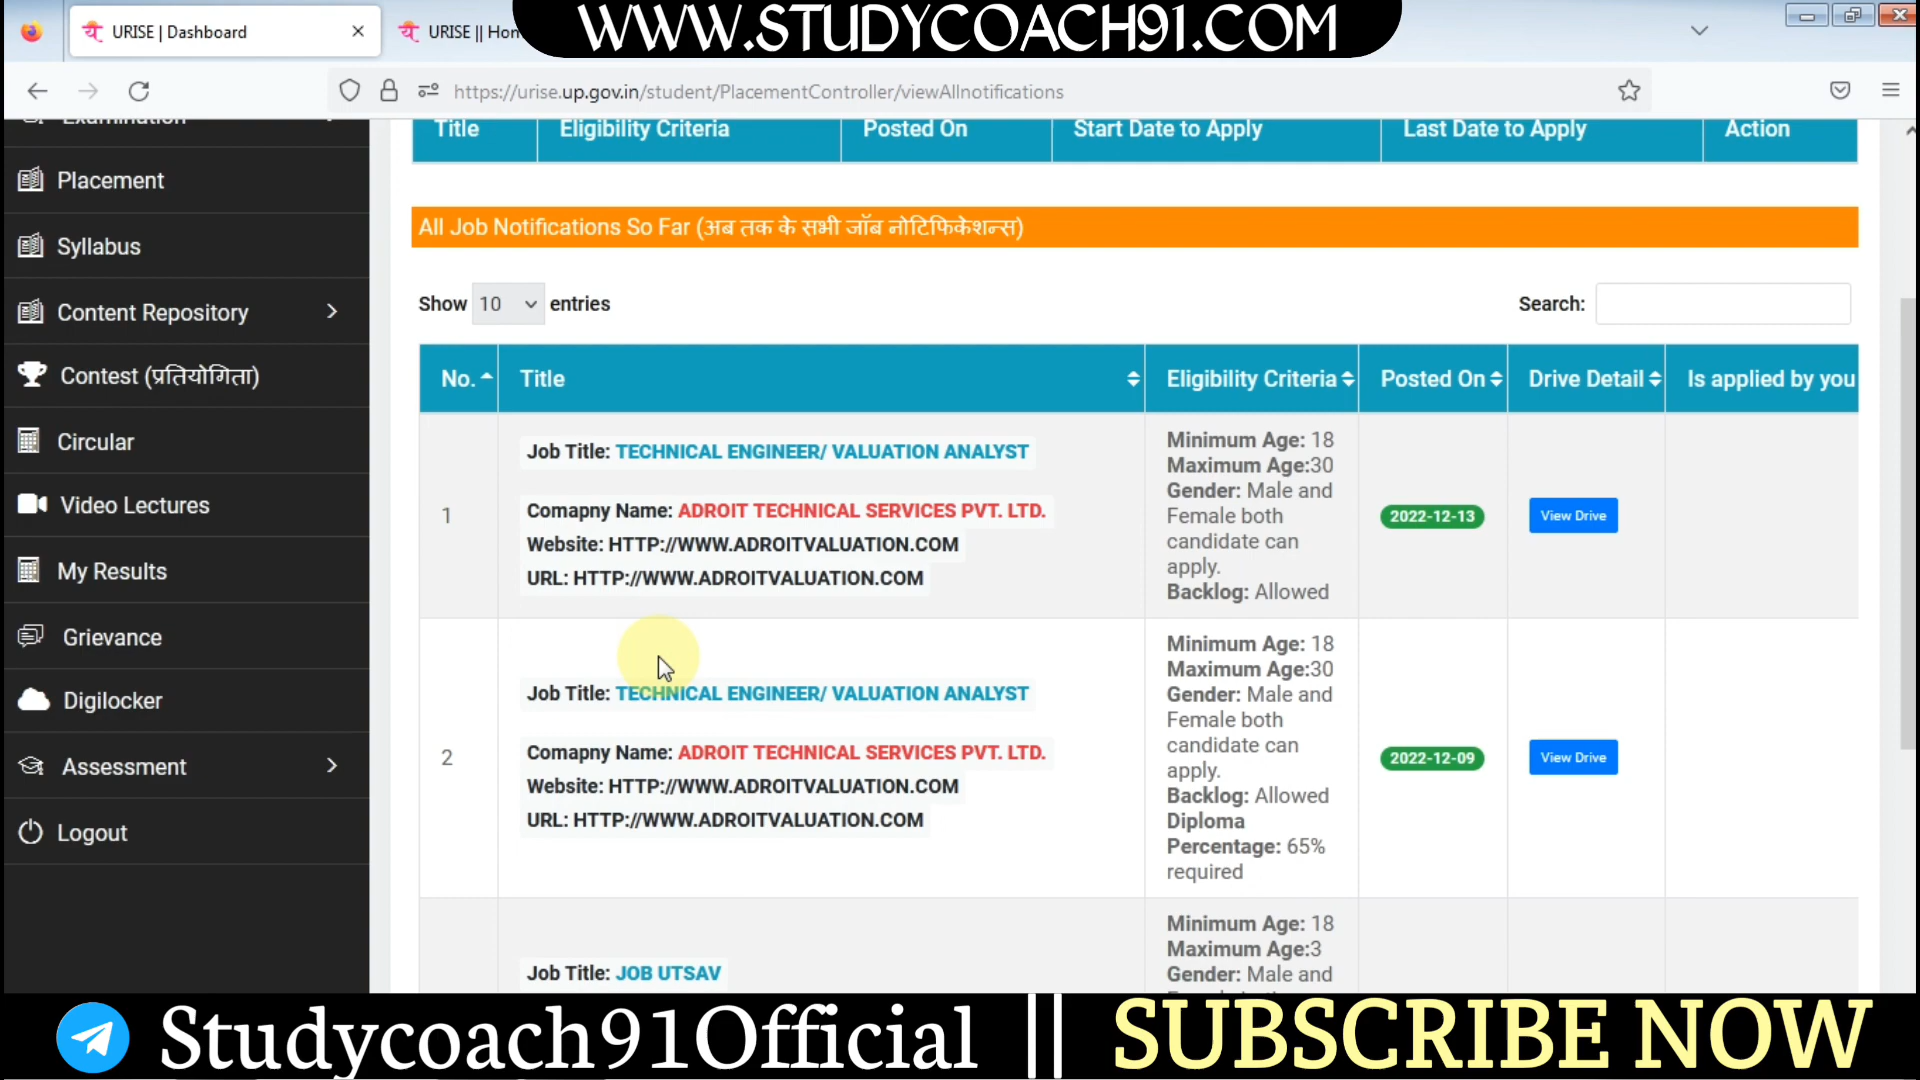 WWW.STUDYCOACH91.COM
URISE | Dashboard
URISE || Hon
https://urise.up.gov.in/student/PlacementController/viewAllnotifications
Examination
Placement
Syllabus
Content Repository
Contest (प्रतियोगिता)
Circular
Video Lectures
My Results
Grievance
Digilocker
Assessment
Logout
Title Eligibility Criteria Posted On Start Date to Apply Last Date to Apply Action
All Job Notifications So Far (अब तक के सभी जॉब नोटिफिकेशन्स)
Show 10 entries
Search:
No. Title Eligibility Criteria Posted On Drive Detail Is applied by you
1
Job Title: TECHNICAL ENGINEER/ VALUATION ANALYST
Comapny Name: ADROIT TECHNICAL SERVICES PVT. LTD.
Website: HTTP://WWW.ADROITVALUATION.COM
URL: HTTP://WWW.ADROITVALUATION.COM
Minimum Age: 18
Maximum Age:30
Gender: Male and
Female both
candidate can
apply.
Backlog: Allowed
2022-12-13
View Drive
2
Job Title: TECHNICAL ENGINEER/ VALUATION ANALYST
Comapny Name: ADROIT TECHNICAL SERVICES PVT. LTD.
Website: HTTP://WWW.ADROITVALUATION.COM
URL: HTTP://WWW.ADROITVALUATION.COM
Minimum Age: 18
Maximum Age:30
Gender: Male and
Female both
candidate can
apply.
Backlog: Allowed
Diploma
Percentage: 65%
required
2022-12-09
View Drive
Job Title: JOB UTSAV
Minimum Age: 18
Maximum Age:3
Gender: Male and
Studycoach91Official || SUBSCRIBE NOW